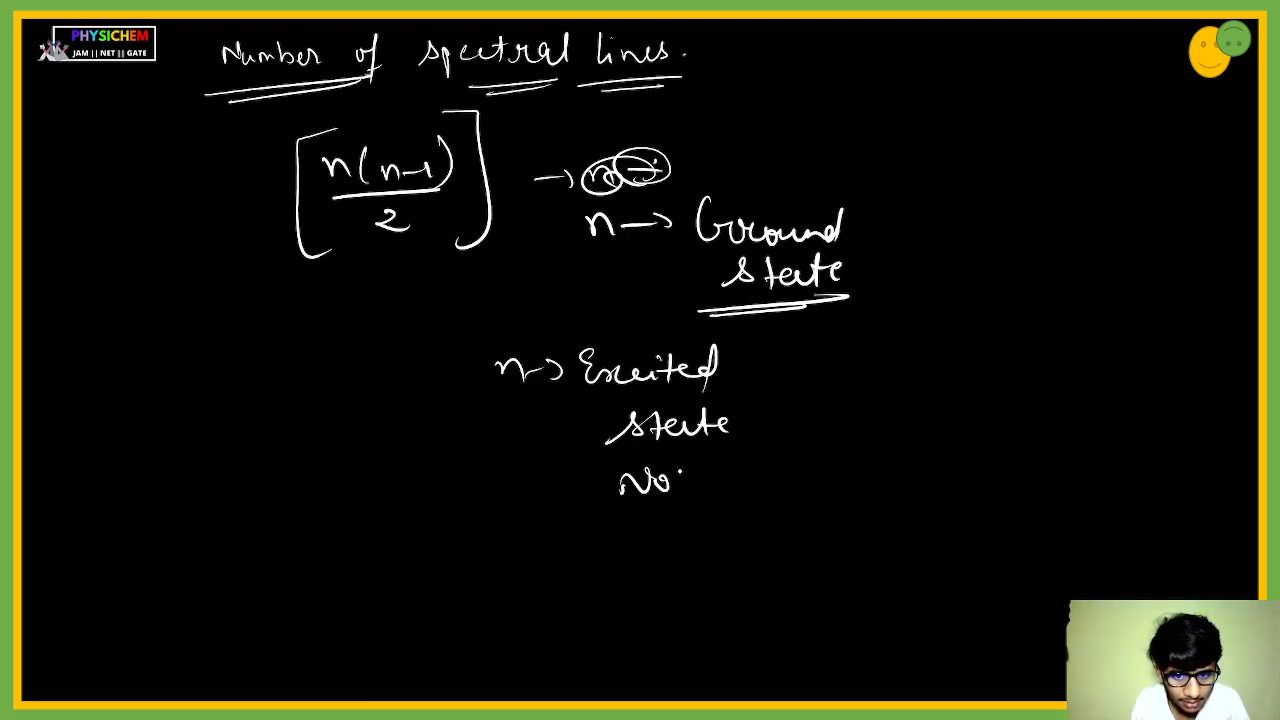 PHYSICHEM
JAM || NET || GATE
Number of spectral lines.
[n(n-1)/2] →
n → Ground
state
n → Excited
state
No.